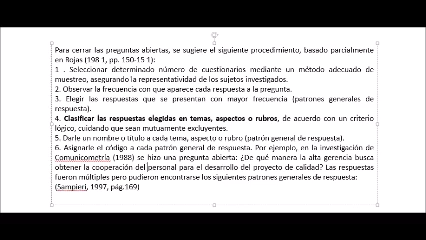 Para cerrar las preguntas abiertas, se sugiere el siguiente procedimiento, basado parcialmente
en Rojas (198 1, pp. 150-15 1):
1 . Seleccionar determinado número de cuestionarios mediante un método adecuado de
muestreo, asegurando la representatividad de los sujetos investigados.
2. Observar la frecuencia con que aparece cada respuesta a la pregunta.
3. Elegir las respuestas que se presentan con mayor frecuencia (patrones generales de
respuesta).
4. Clasificar las respuestas elegidas en temas, aspectos o rubros, de acuerdo con un criterio
lógico, cuidando que sean mutuamente excluyentes.
5. Darle un nombre o título a cada tema, aspecto o rubro (patrón general de respuesta).
6. Asignarle el código a cada patrón general de respuesta. Por ejemplo, en la investigación de
Comunicometría (1988) se hizo una pregunta abierta: ¿De qué manera la alta gerencia busca
obtener la cooperación del personal para el desarrollo del proyecto de calidad? Las respuestas
fueron múltiples pero pudieron encontrarse los siguientes patrones generales de respuesta:
(Sampieri, 1997, pág.169)